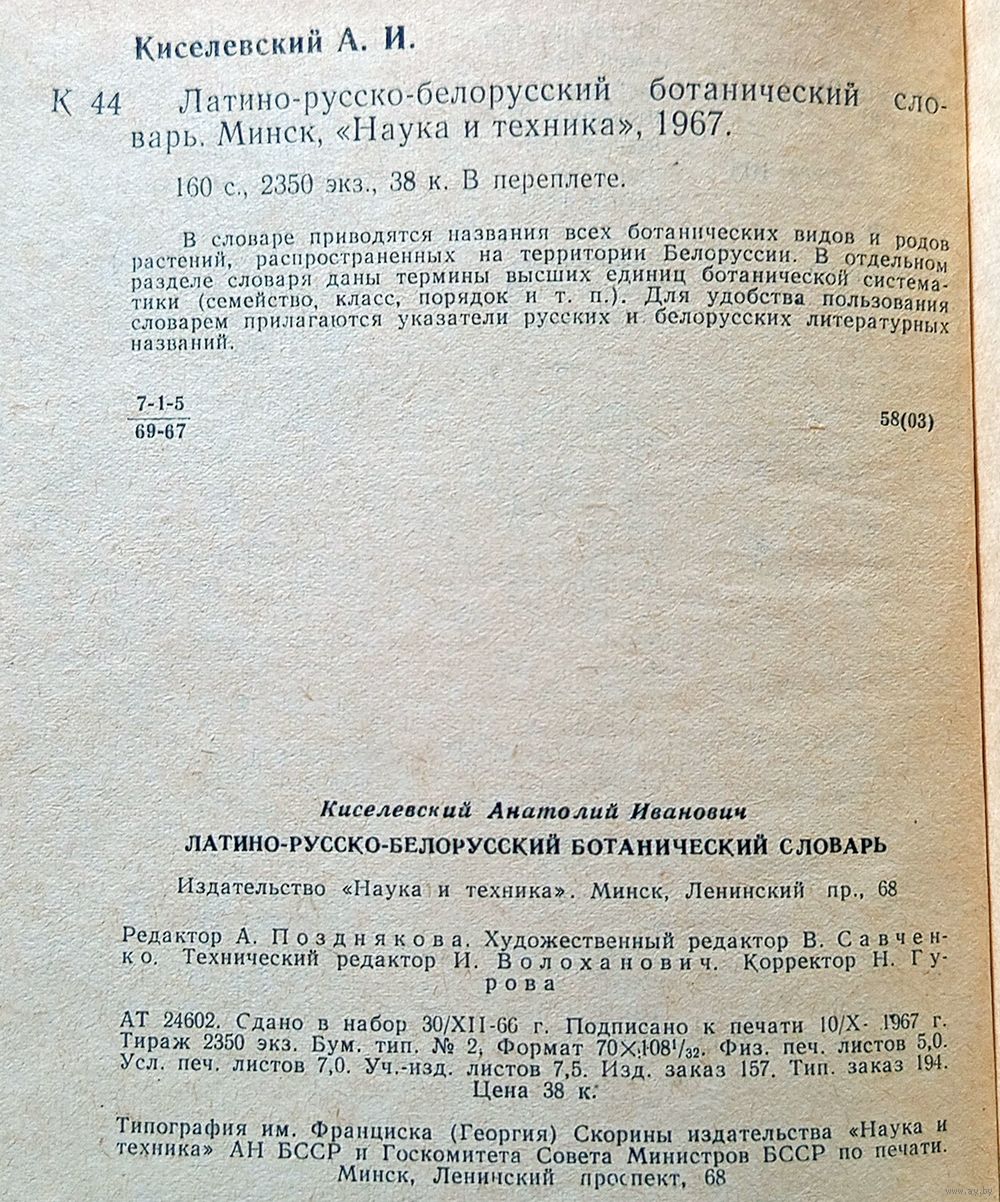 Киселевский А. И.
К 44 Латино-русско-белорусский ботанический сло-
варь. Минск, «Наука и техника», 1967.
160 с., 2350 экз., 38 к. В переплете.
В словаре приводятся названия всех ботанических видов и родов
растений, распространенных на территории Белоруссии. В отдельном
разделе словаря даны термины высших единиц ботанической система-
тики (семейство, класс, порядок и т. п.). Для удобства пользования
словарем прилагаются указатели русских и белорусских литературных
названий.
7-1-5
69-67
58(03)
Киселевский Анатолий Иванович
ЛАТИНО-РУССКО-БЕЛОРУССКИЙ БОТАНИЧЕСКИЙ СЛОВАРЬ
Издательство «Наука и техника». Минск, Ленинский пр., 68
Редактор А. Позднякова. Художественный редактор В. Савчен-
ко. Технический редактор И. Волоханович. Корректор Н. Гу-
рова
АТ 24602. Сдано в набор 30/XII-66 г. Подписано к печати 10/X- 1967 г.
Тираж 2350 экз. Бум. тип. № 2, Формат 70×108¹/₃₂. Физ. печ. листов 5,0.
Усл. печ. листов 7,0. Уч.-изд. листов 7,5. Изд. заказ 157. Тип. заказ 194.
Цена 38 к.
Типография им. Франциска (Георгия) Скорины издательства «Наука и
техника» АН БССР и Госкомитета Совета Министров БССР по печати.
Минск, Ленинский проспект, 68
www.ay.by